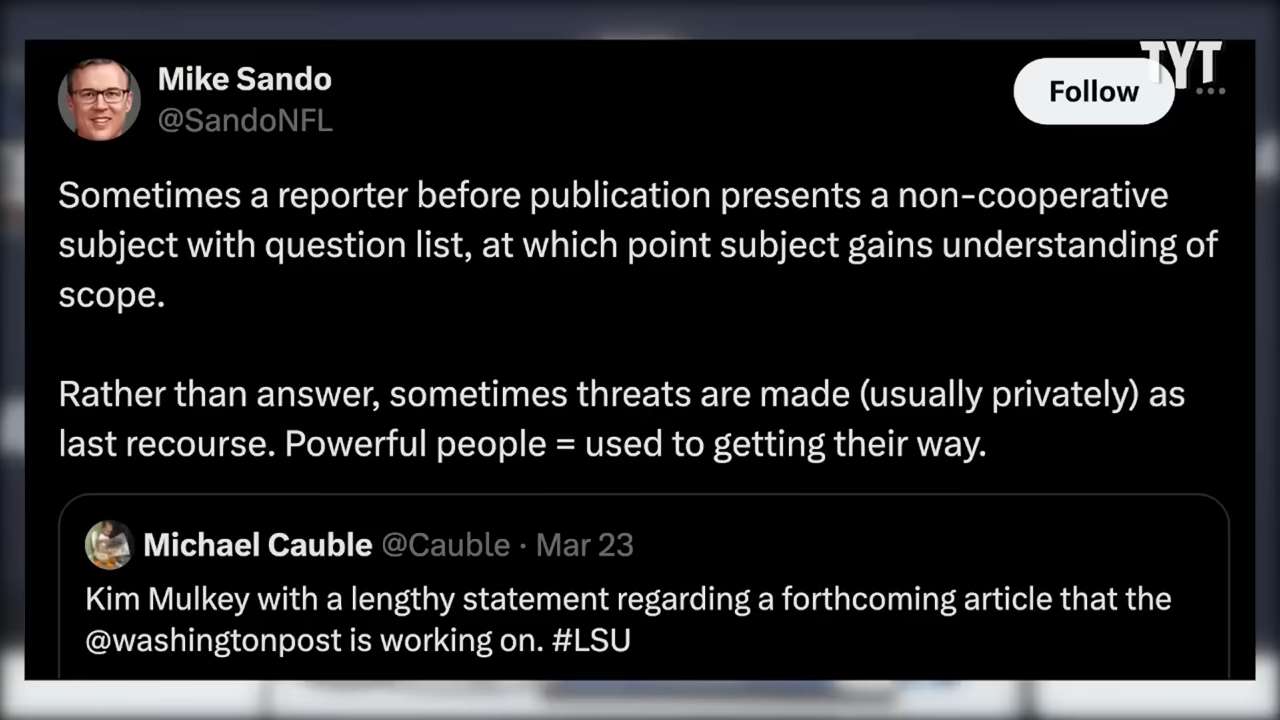 TYT
Mike Sando
@SandoNFL
Follow
Sometimes a reporter before publication presents a non-cooperative
subject with question list, at which point subject gains understanding of
scope.
Rather than answer, sometimes threats are made (usually privately) as
last recourse. Powerful people = used to getting their way.
Michael Cauble @Cauble · Mar 23
Kim Mulkey with a lengthy statement regarding a forthcoming article that the
@washingtonpost is working on. #LSU